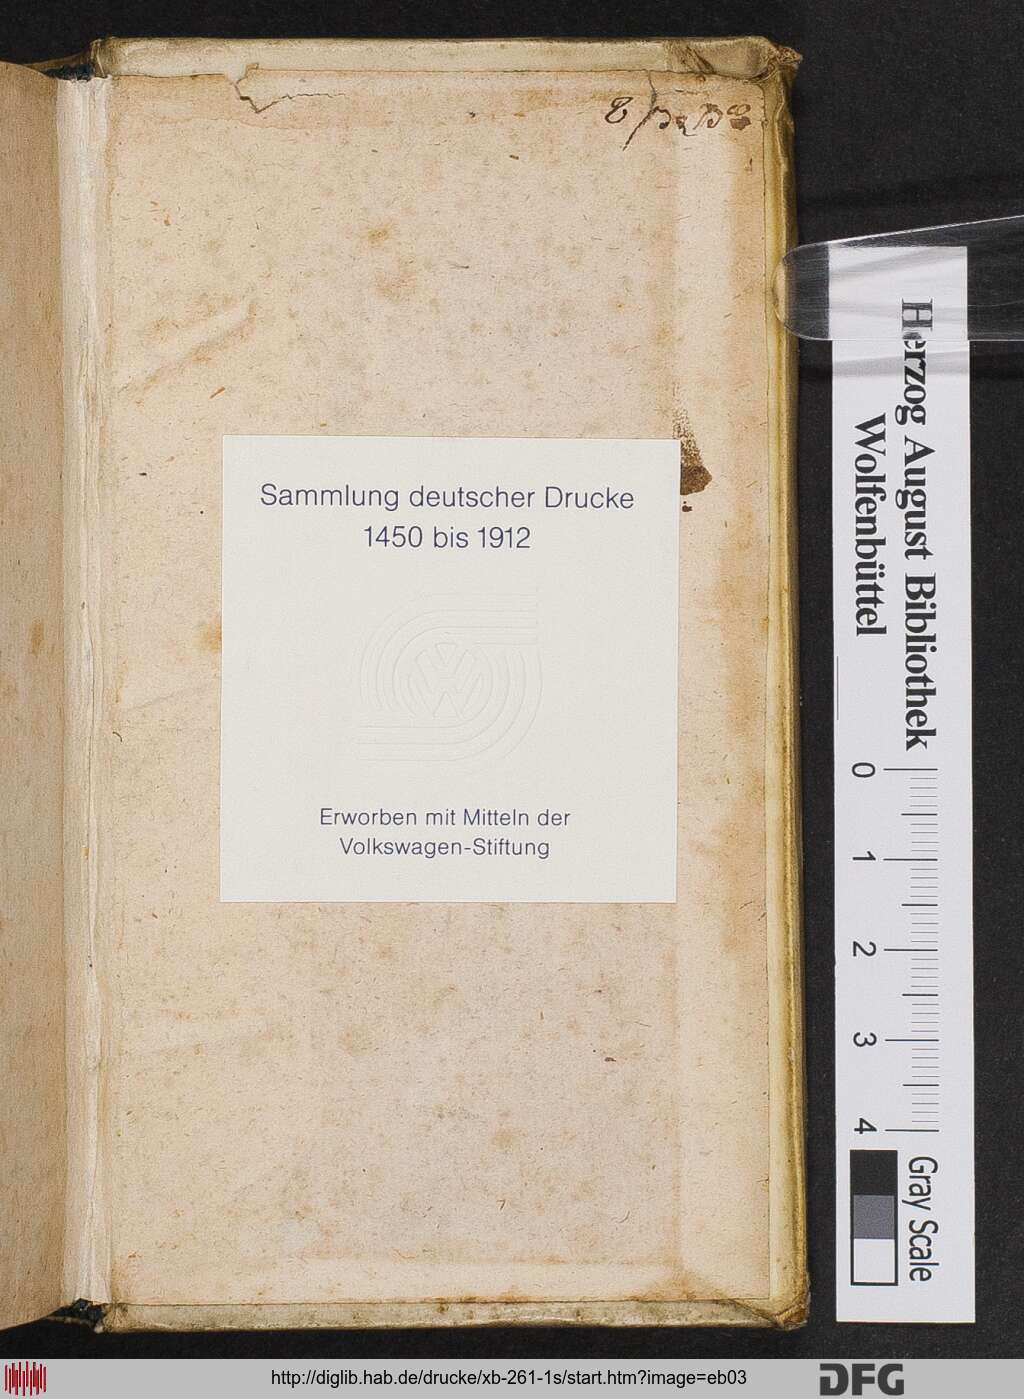 Sammlung deutscher Drucke
1450 bis 1912
Erworben mit Mitteln der
Volkswagen-Stiftung
Herzog August Bibliothek
Wolfenbüttel
0
1
2
3
4
Gray Scale
http://diglib.hab.de/drucke/xb-261-1s/start.htm?image=eb03
DFG